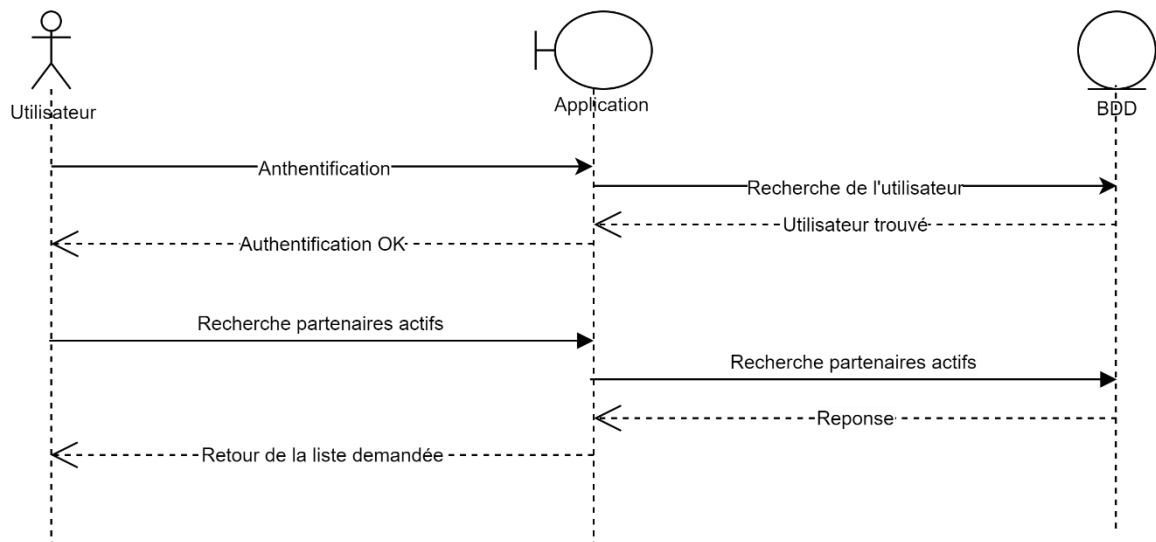 Utilisateur
Application
BDD
Anthentification
Recherche de l'utilisateur
Utilisateur trouvé
Authentification OK
Recherche partenaires actifs
Recherche partenaires actifs
Reponse
Retour de la liste demandée